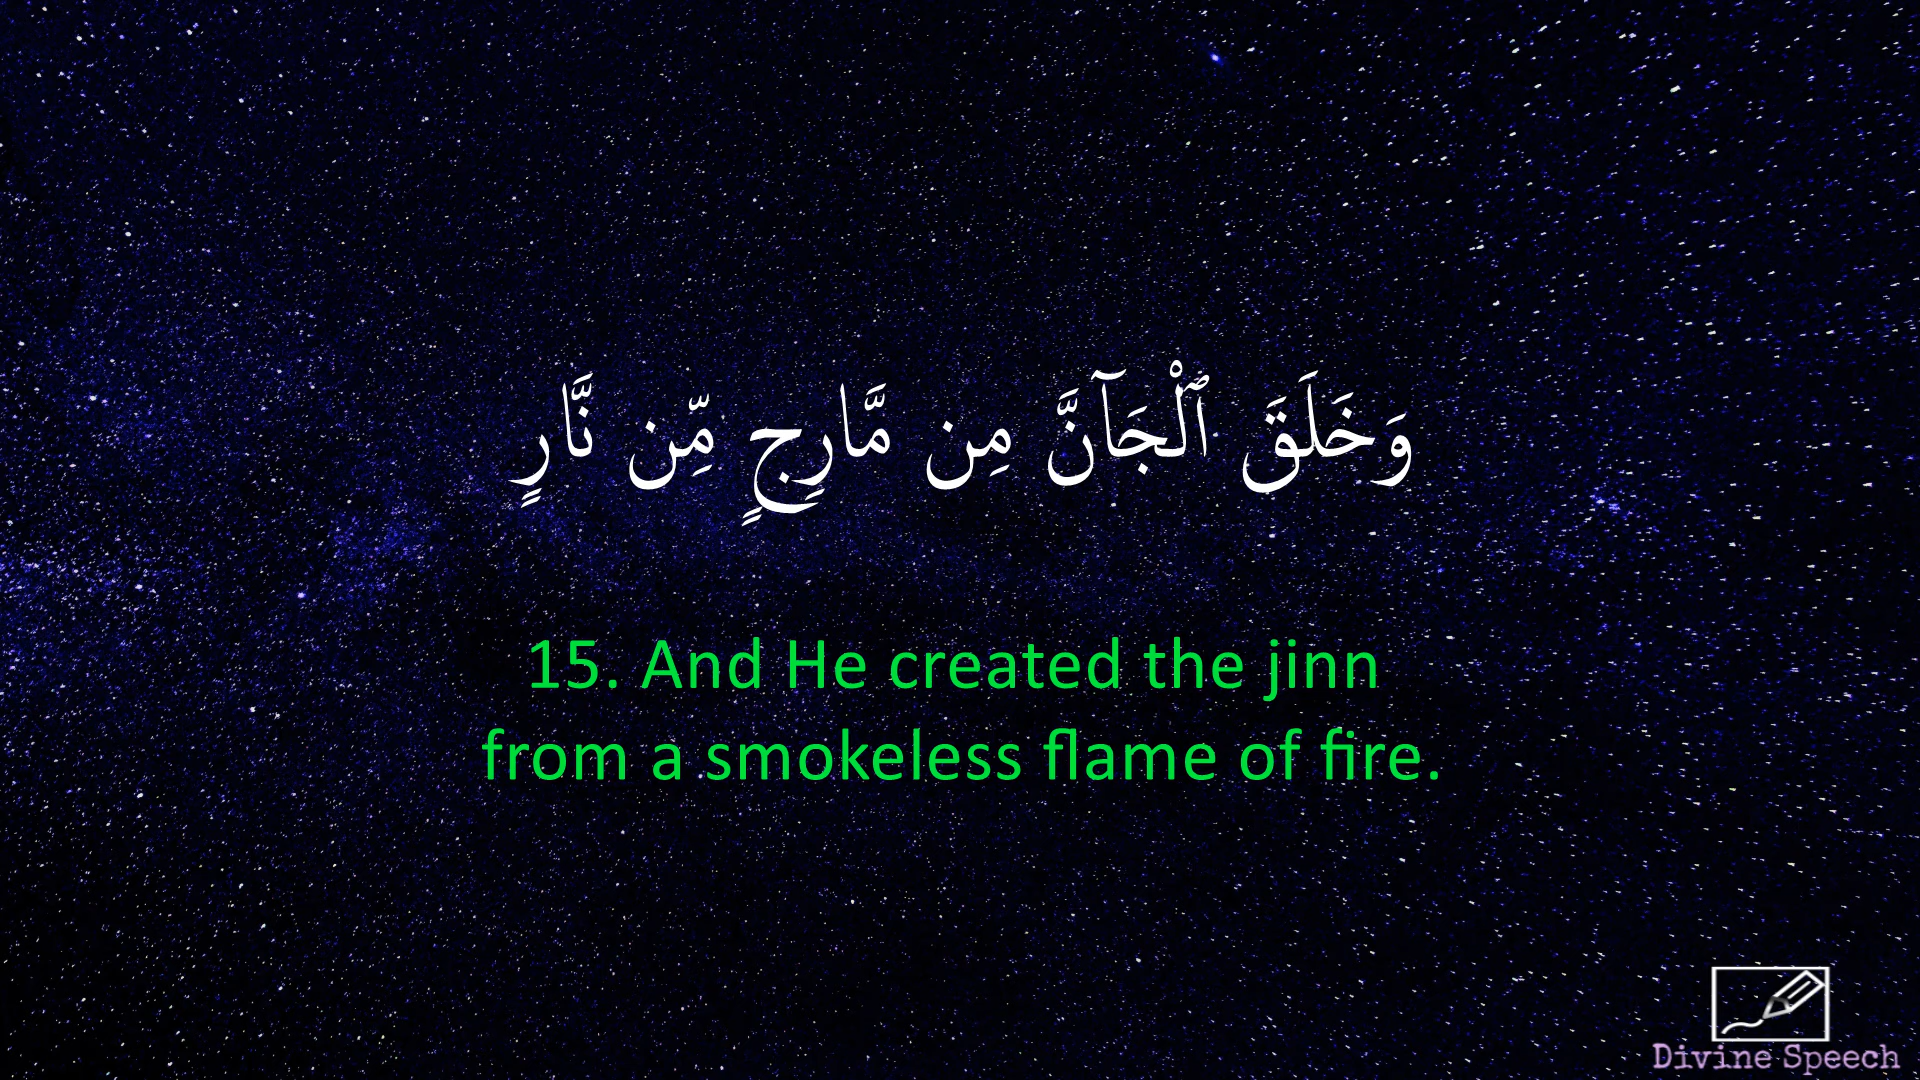 وَخَلَقَ ٱلْجَآنَّ مِن مَّارِجٍ مِّن نَّارٍ
15. And He created the jinn
from a smokeless flame of fire.
Divine Speech